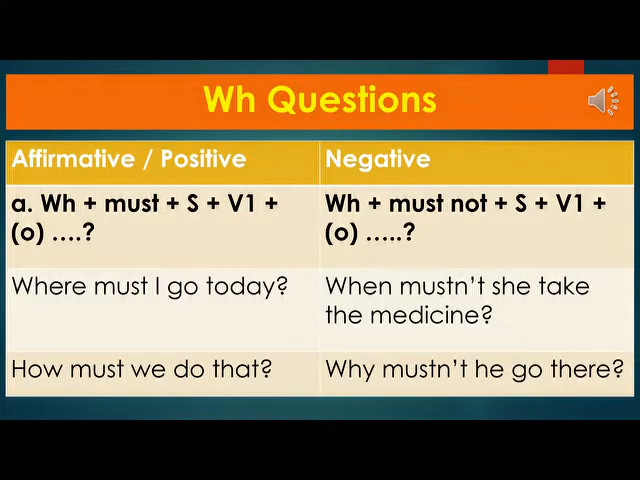 Wh Questions
Affirmative / Positive
Negative
a. Wh + must + S + V1 +
(o) ….?
Wh + must not + S + V1 +
(o) …..?
Where must I go today?
When mustn't she take
the medicine?
How must we do that?
Why mustn't he go there?